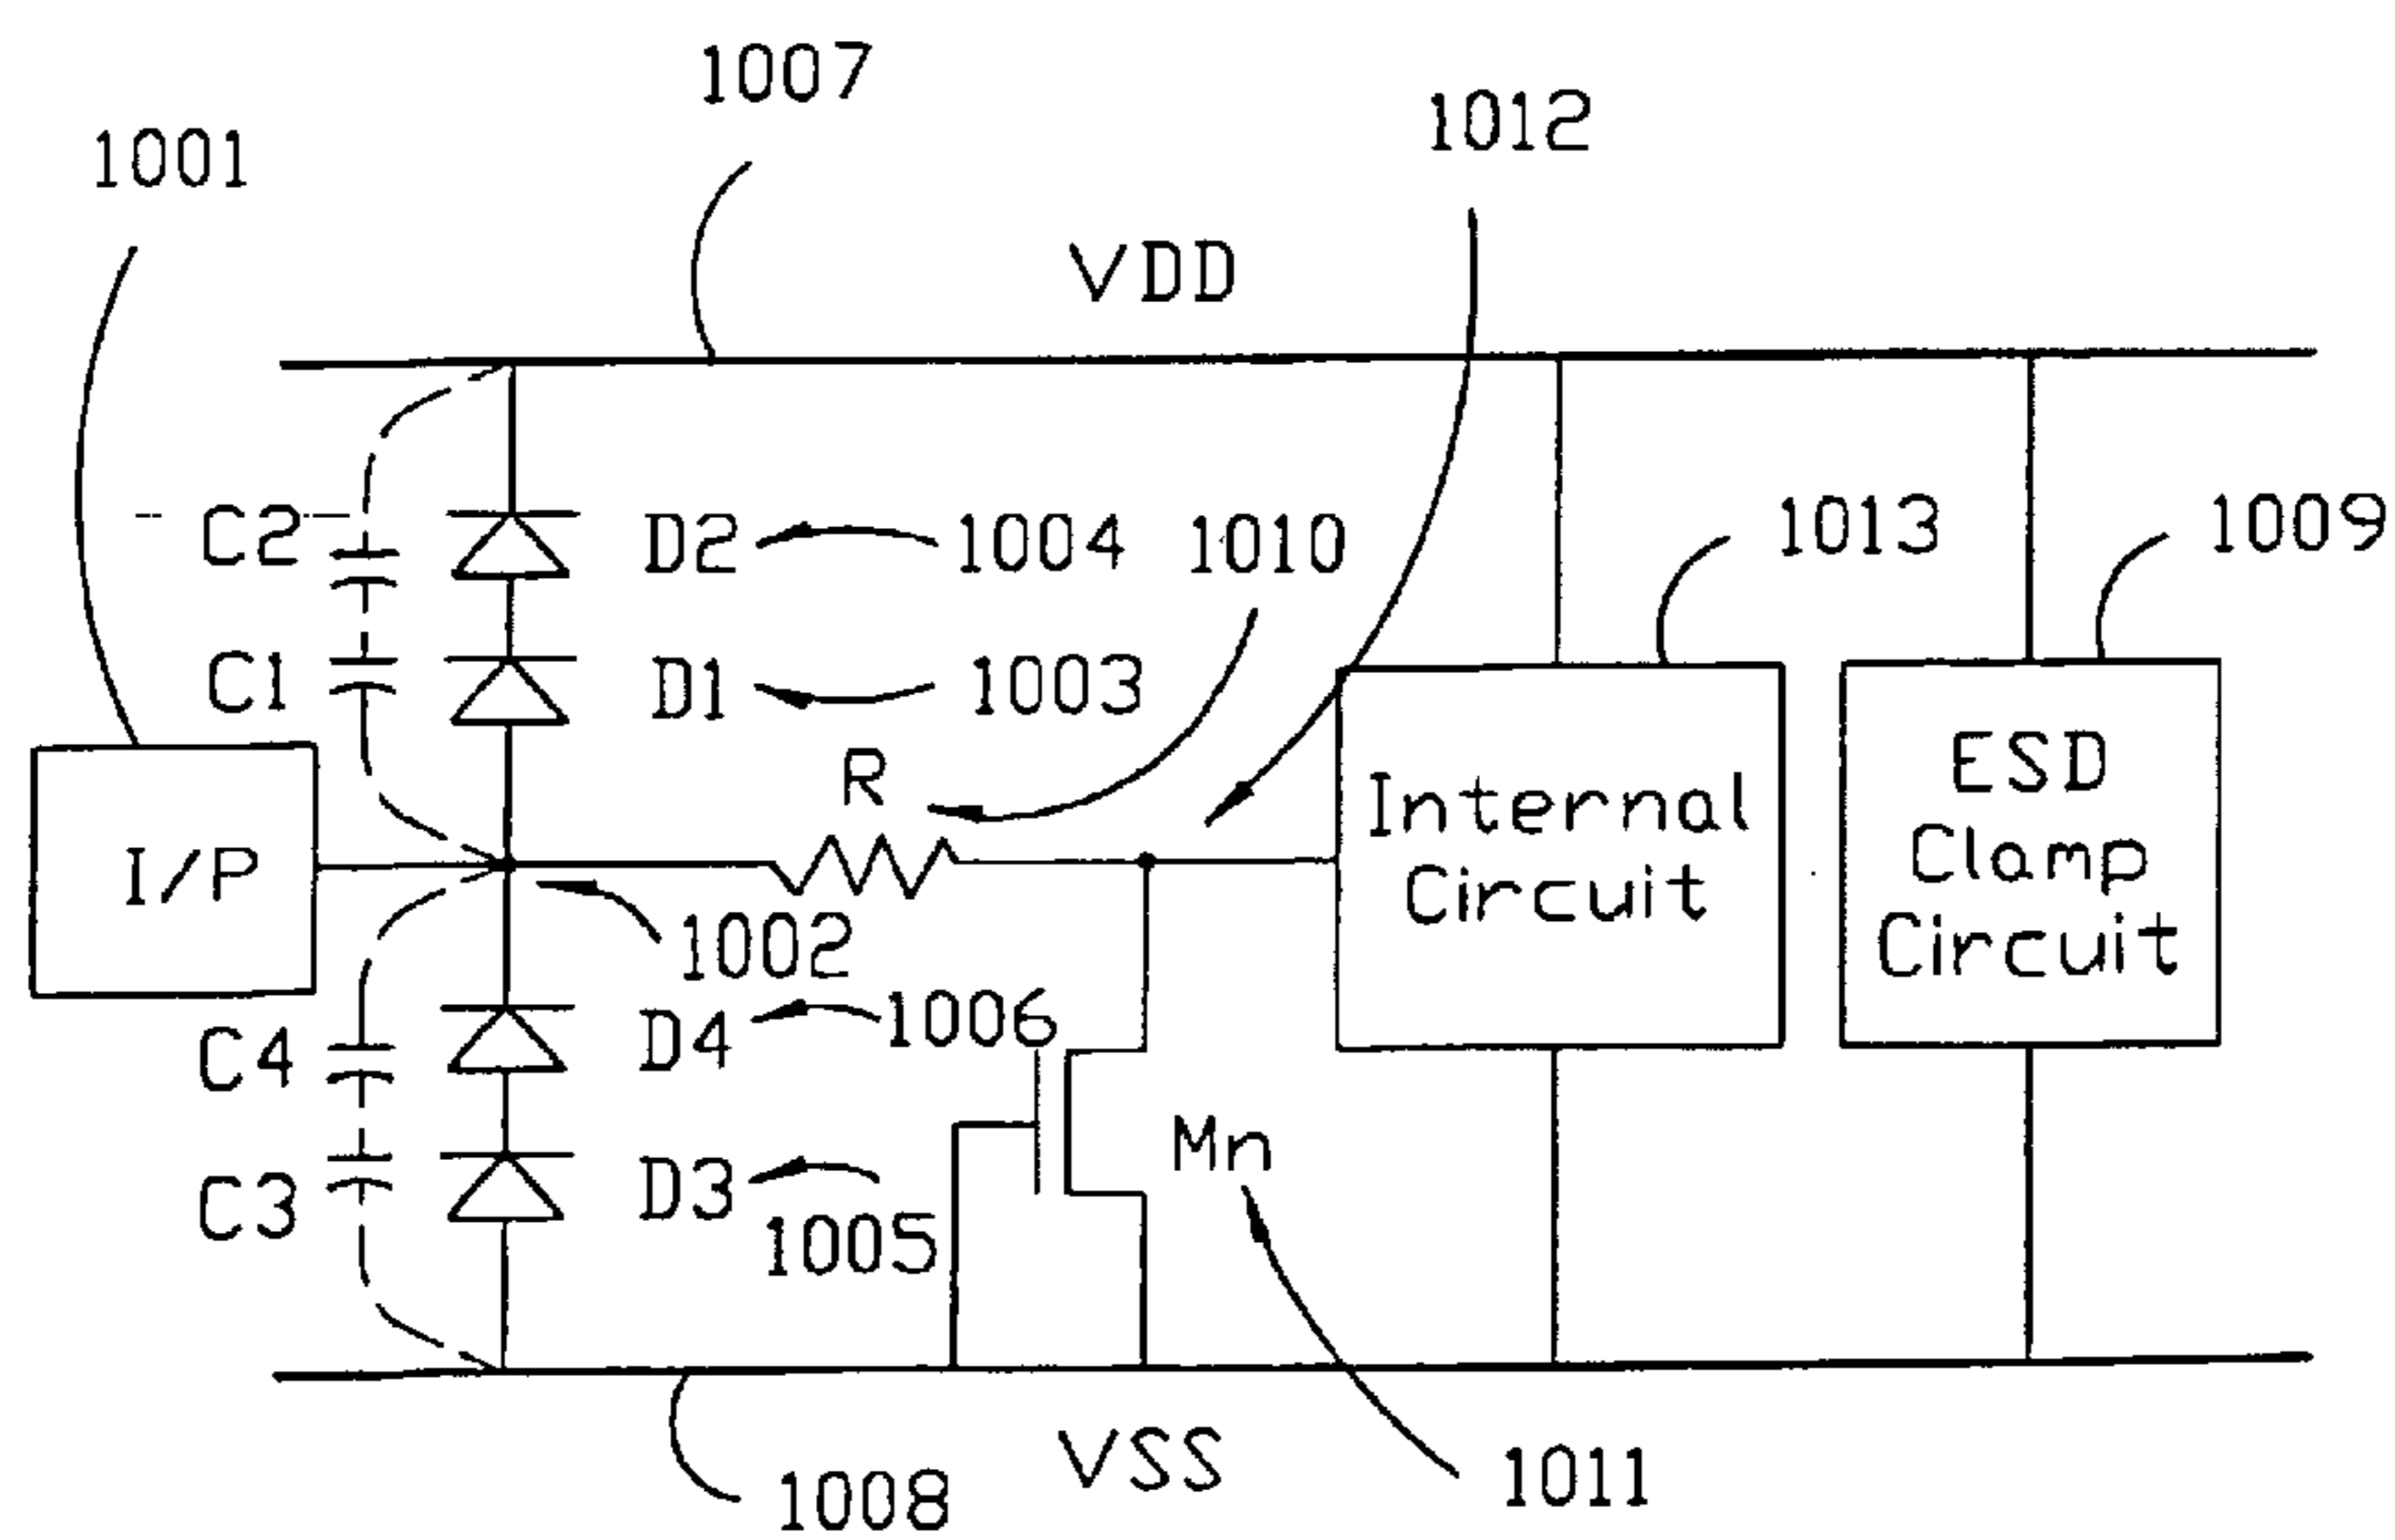 1007
1012
1001
VDD
C2
D2
1004
1010
1013
1009
C1
D1
1003
R
I/P
Internal
Circuit
ESD
Clamp
Circuit
1002
C4
D4
1006
Mn
C3
D3
1005
1008
VSS
1011